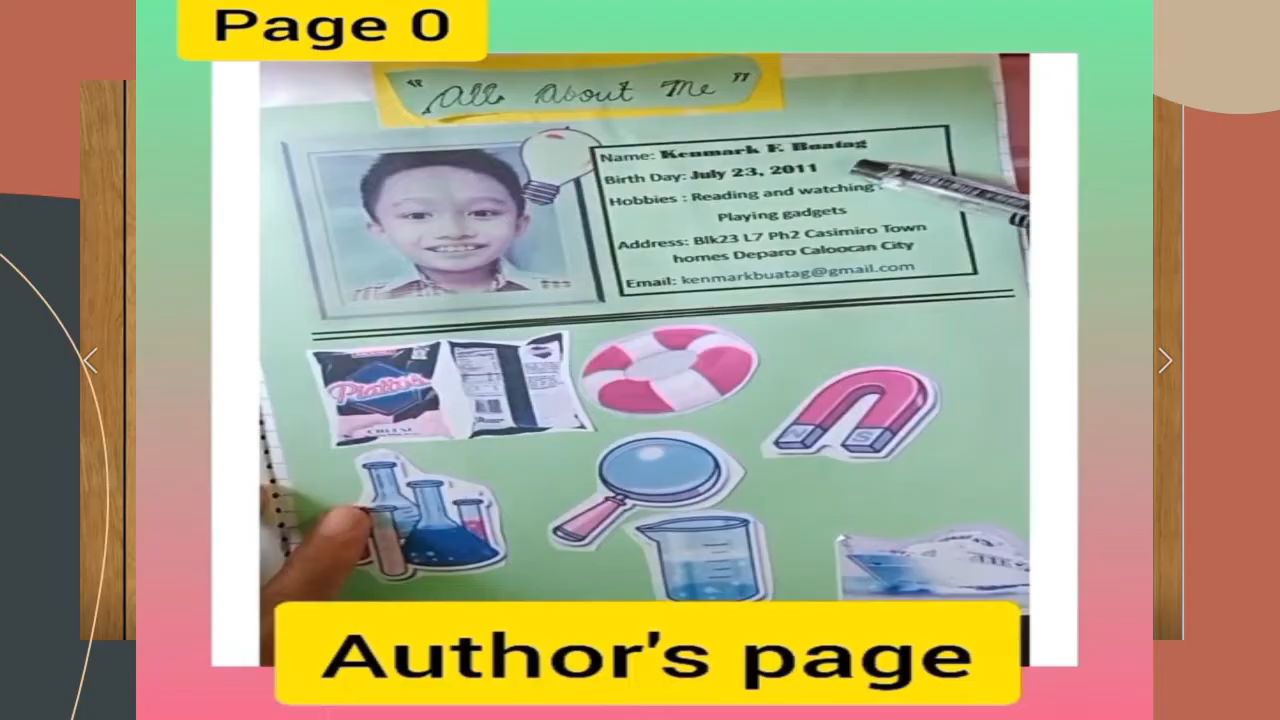 Page 0
" All About Me "
Name: Kenmark F. Buatag
Birth Day: July 23, 2011
Hobbies : Reading and watching
Playing gadgets
Address: Blk23 L7 Ph2 Casimiro Town
homes Deparo Caloocan City
Email: kenmarkbuatag@gmail.com
Piattos
CHEESE
N S
Author's page